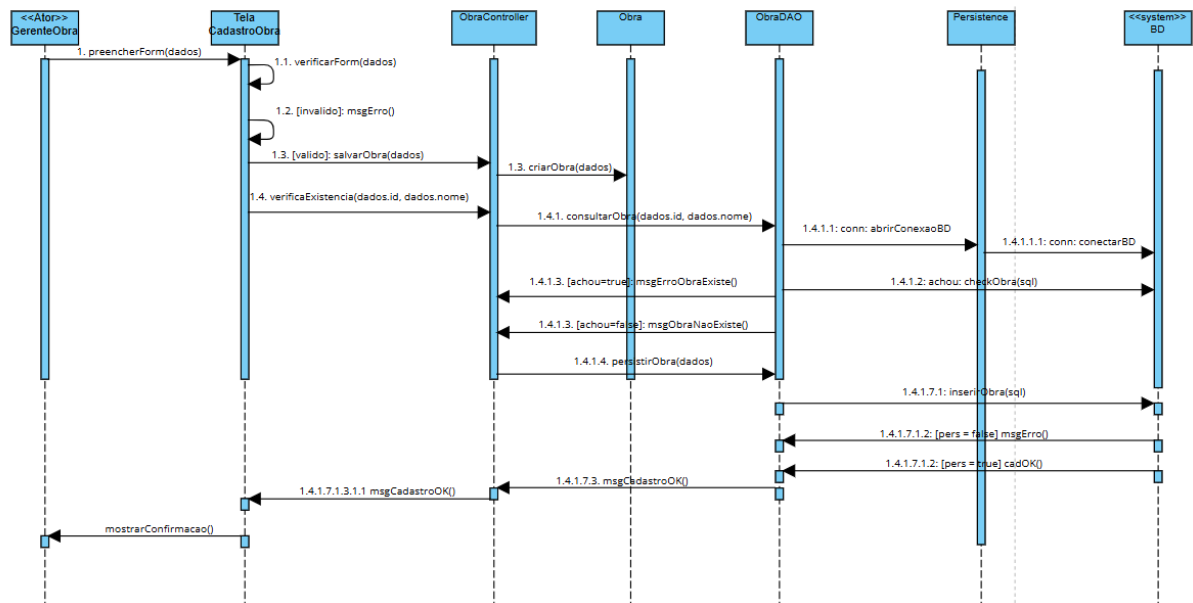 <<Ator>>
GerenteObra
Tela
CadastroObra
ObraController
Obra
ObraDAO
Persistence
<<system>>
BD
1. preencherForm(dados)
1.1. verificarForm(dados)
1.2. [invalido]: msgErro()
1.3. [valido]: salvarObra(dados)
1.3. criarObra(dados)
1.4. verificaExistencia(dados.id, dados.nome)
1.4.1. consultarObra(dados.id, dados.nome)
1.4.1.1: conn: abrirConexaoBD
1.4.1.1.1: conn: conectarBD
1.4.1.3. [achou=true]: msgErroObraExiste()
1.4.1.2: achou: checkObra(sql)
1.4.1.3. [achou=false]: msgObraNaoExiste()
1.4.1.4. persistirObra(dados)
1.4.1.7.1: inserirObra(sql)
1.4.1.7.1.2: [pers = false] msgErro()
1.4.1.7.1.2: [pers = true] cadOK()
1.4.1.7.3. msgCadastroOK()
1.4.1.7.1.3.1.1 msgCadastroOK()
mostrarConfirmacao()